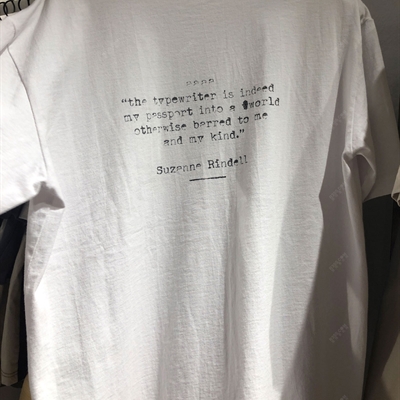 "the typewriter is indeed
my passport into a world
otherwise barred to me
and my kind."
Suzanne Rindell